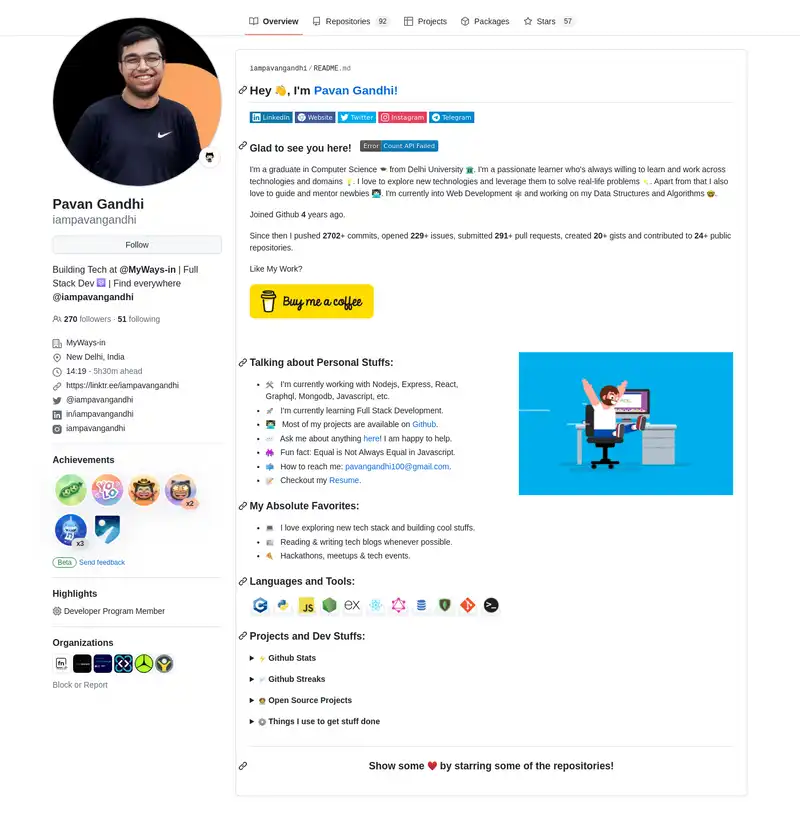 Overview
Repositories 92
Projects
Packages
Stars 57
Pavan Gandhi
iampavangandhi
Follow
Building Tech at @MyWays-in | Full
Stack Dev | Find everywhere
@iampavangandhi
270 followers · 51 following
MyWays-in
New Delhi, India
14:19 - 5h30m ahead
https://linktr.ee/iampavangandhi
@iampavangandhi
in/iampavangandhi
iampavangandhi
Achievements
YOLO
x2
x3
Beta Send feedback
Highlights
Developer Program Member
Organizations
Block or Report
iampavangandhi/README.md
Hey 👋, I'm Pavan Gandhi!
LinkedIn Website Twitter Instagram Telegram
Glad to see you here! Error Count API Failed
I'm a graduate in Computer Science 🎓 from Delhi University 🏛. I'm a passionate learner who's always willing to learn and work across
technologies and domains 💡. I love to explore new technologies and leverage them to solve real-life problems ✨. Apart from that I also
love to guide and mentor newbies 👨🏻‍💻. I'm currently into Web Development 🕸 and working on my Data Structures and Algorithms 🤓.
Joined Github 4 years ago.
Since then I pushed 2702+ commits, opened 229+ issues, submitted 291+ pull requests, created 20+ gists and contributed to 24+ public
repositories.
Like My Work?
Buy me a coffee
Talking about Personal Stuffs:
I'm currently working with Nodejs, Express, React,
Graphql, Mongodb, Javascript, etc.
I'm currently learning Full Stack Development.
Most of my projects are available on Github.
Ask me about anything here! I am happy to help.
Fun fact: Equal is Not Always Equal in Javascript.
How to reach me: pavangandhi100@gmail.com.
Checkout my Resume.
My Absolute Favorites:
I love exploring new tech stack and building cool stuffs.
Reading & writing tech blogs whenever possible.
Hackathons, meetups & tech events.
Languages and Tools:
JS
ex
Projects and Dev Stuffs:
Github Stats
Github Streaks
Open Source Projects
Things I use to get stuff done
Show some ❤️ by starring some of the repositories!